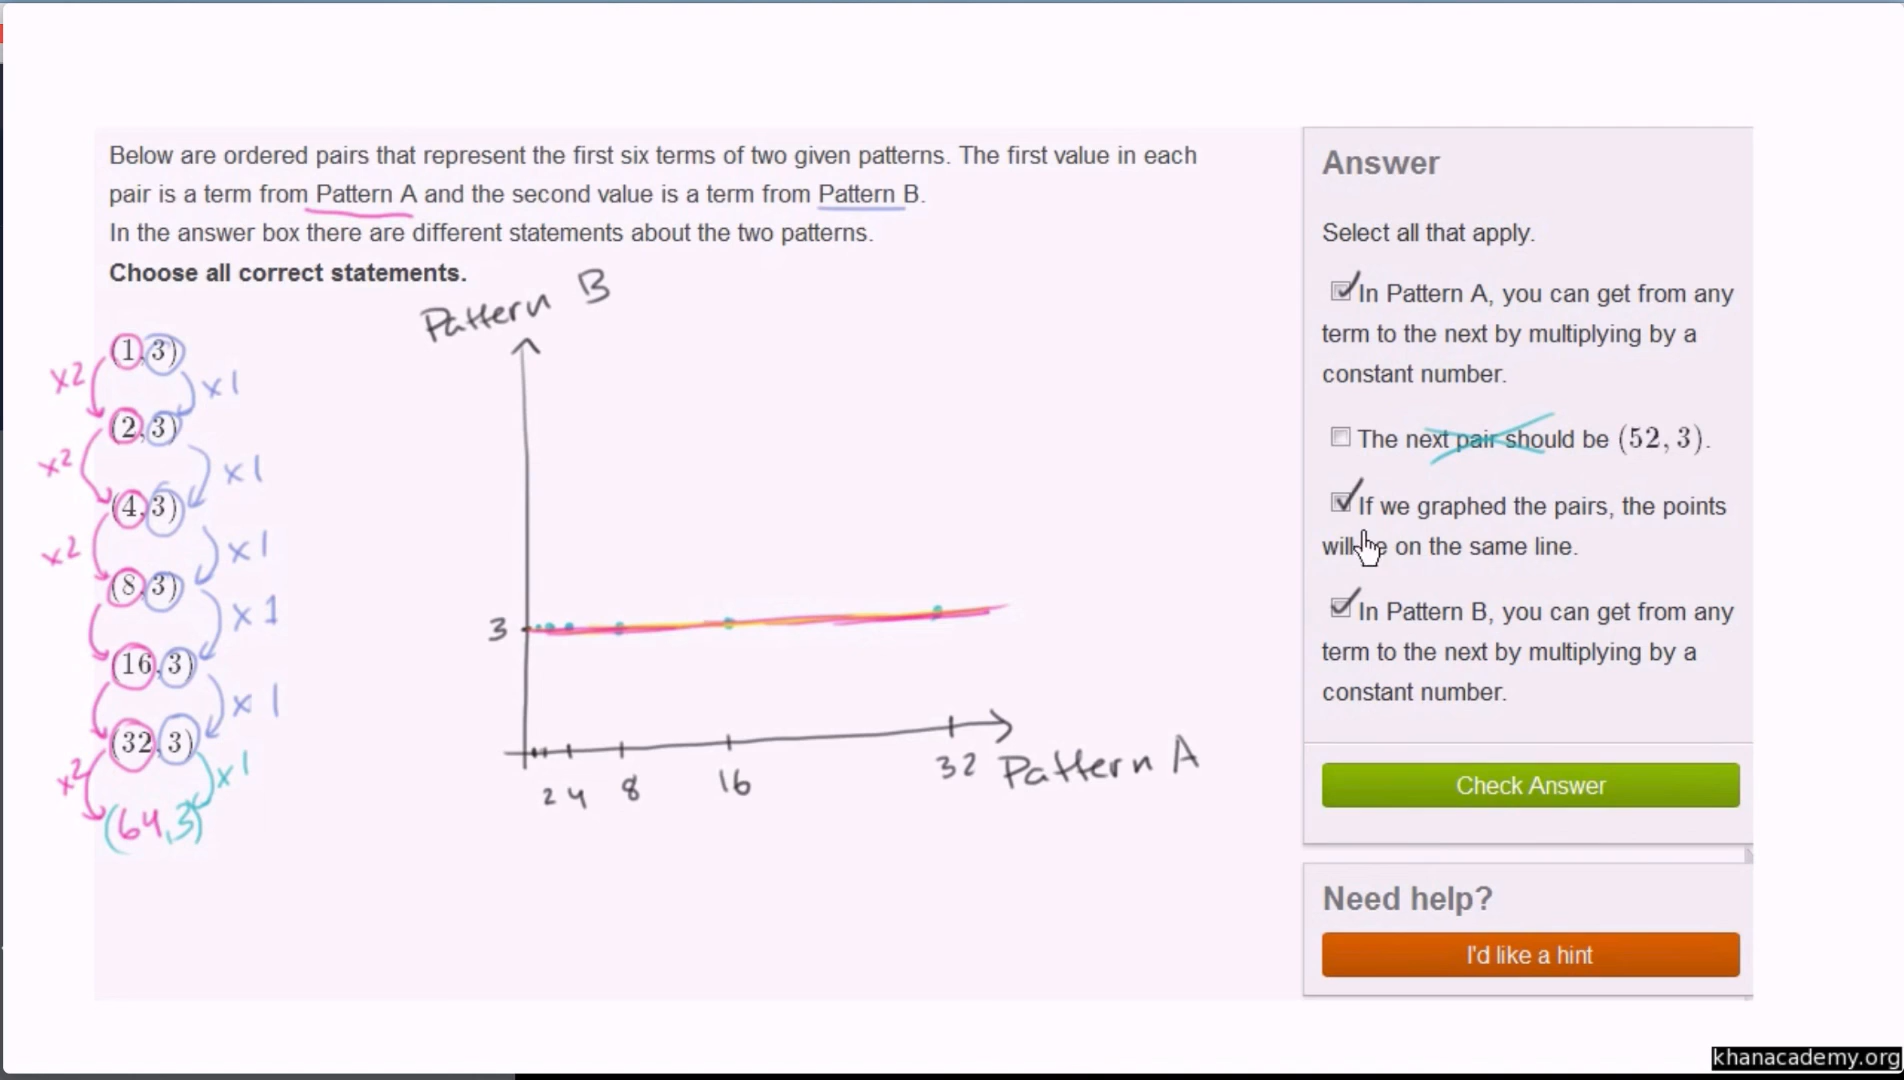 Below are ordered pairs that represent the first six terms of two given patterns. The first value in each
pair is a term from Pattern A and the second value is a term from Pattern B.
In the answer box there are different statements about the two patterns.
Choose all correct statements.
Pattern B
(1, 3)
x2
x1
(2, 3)
x2
x1
(4, 3)
x2
x1
(8, 3)
x1
(16, 3)
x1
(32, 3)
x2
x1
(64, 3)
3
2 4 8 16 32 Pattern A
Answer
Select all that apply.
In Pattern A, you can get from any
term to the next by multiplying by a
constant number.
The next pair should be (52, 3).
If we graphed the pairs, the points
will be on the same line.
In Pattern B, you can get from any
term to the next by multiplying by a
constant number.
Check Answer
Need help?
I'd like a hint
khanacademy.org